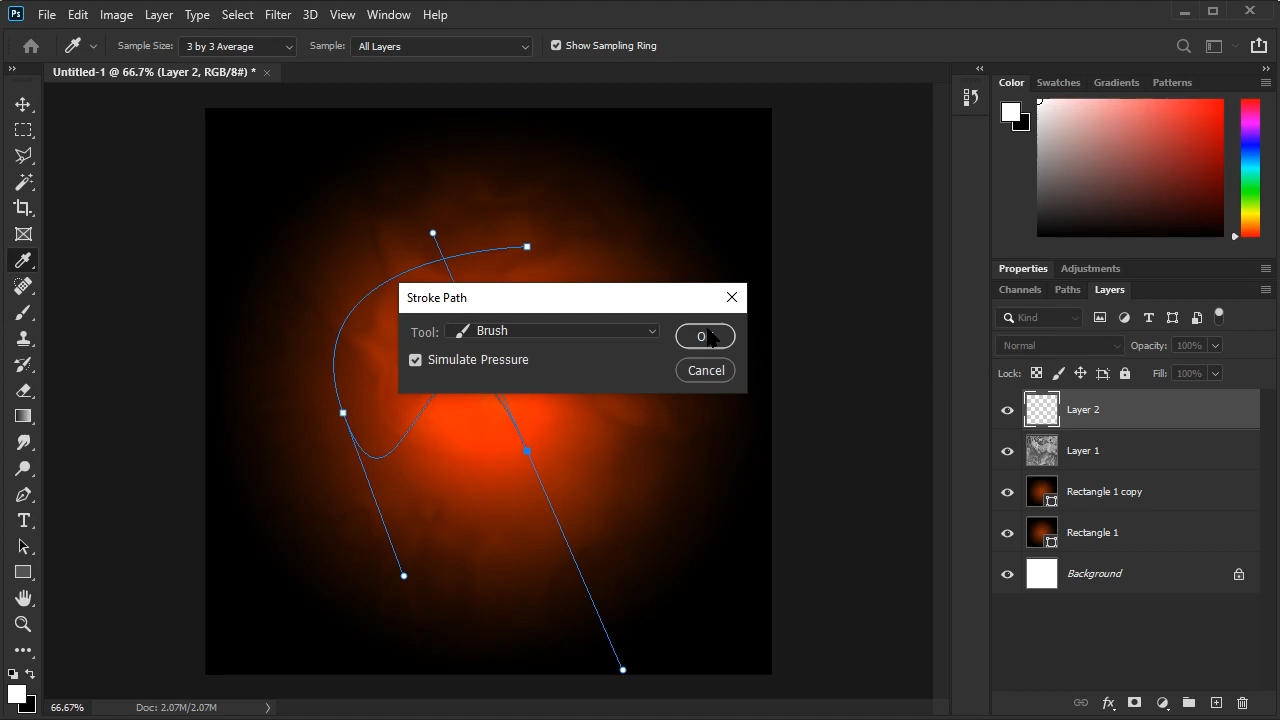 Ps File Edit Image Layer Type Select Filter 3D View Window Help
Sample Size: 3 by 3 Average Sample: All Layers Show Sampling Ring
Untitled-1 @ 66.7% (Layer 2, RGB/8#) *
Color Swatches Gradients Patterns
Properties Adjustments
Channels Paths Layers
Kind
Normal Opacity: 100%
Lock: Fill: 100%
Layer 2
Layer 1
Rectangle 1 copy
Rectangle 1
Background
Stroke Path
Tool: Brush
Simulate Pressure
Cancel
66.67% Doc: 2.07M/2.07M